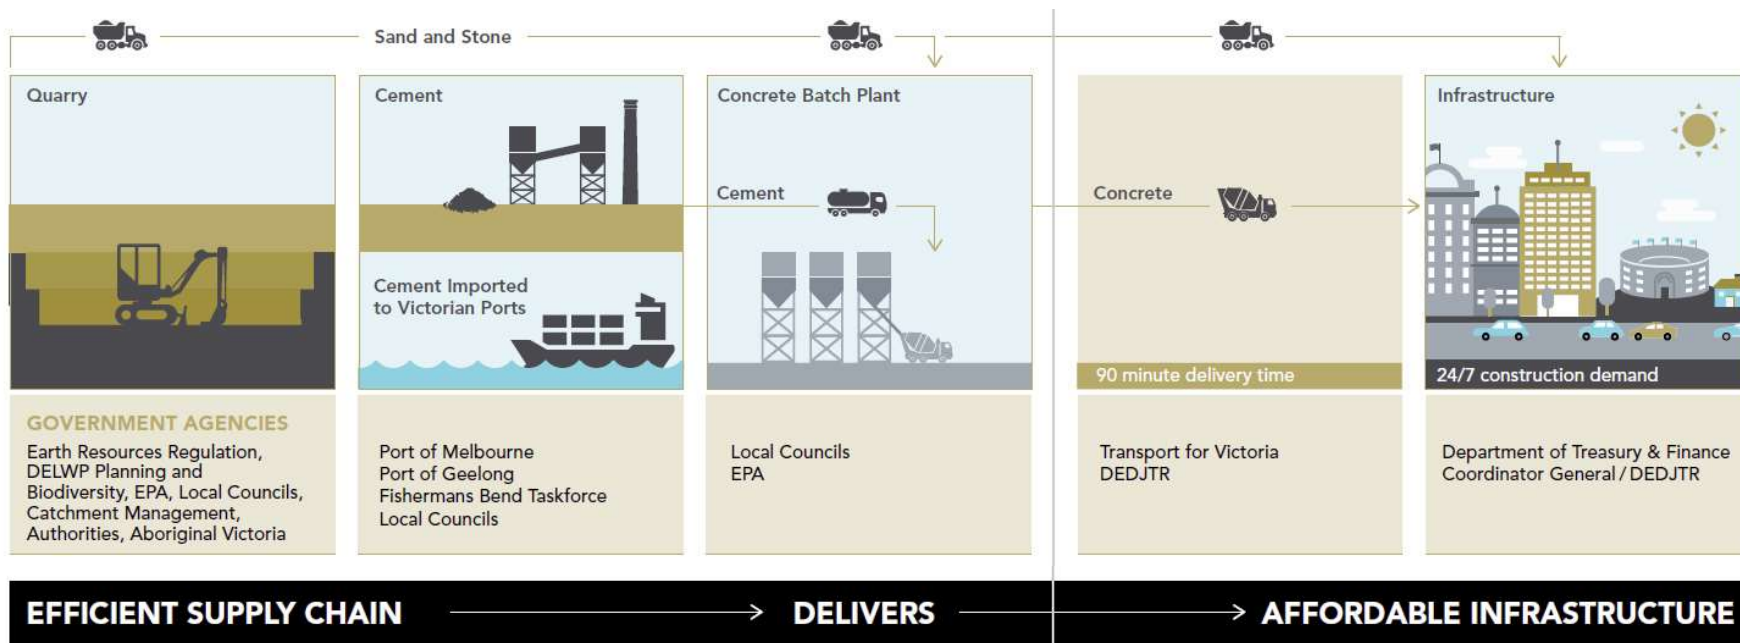 Sand and Stone
Quarry
Cement
Concrete Batch Plant
Infrastructure
Cement
Concrete
Cement Imported
to Victorian Ports
90 minute delivery time
24/7 construction demand
GOVERNMENT AGENCIES
Earth Resources Regulation,
DELWP Planning and
Biodiversity, EPA, Local Councils,
Catchment Management,
Authorities, Aboriginal Victoria
Port of Melbourne
Port of Geelong
Fishermans Bend Taskforce
Local Councils
Local Councils
EPA
Transport for Victoria
DEDJTR
Department of Treasury & Finance
Coordinator General / DEDJTR
EFFICIENT SUPPLY CHAIN DELIVERS AFFORDABLE INFRASTRUCTURE